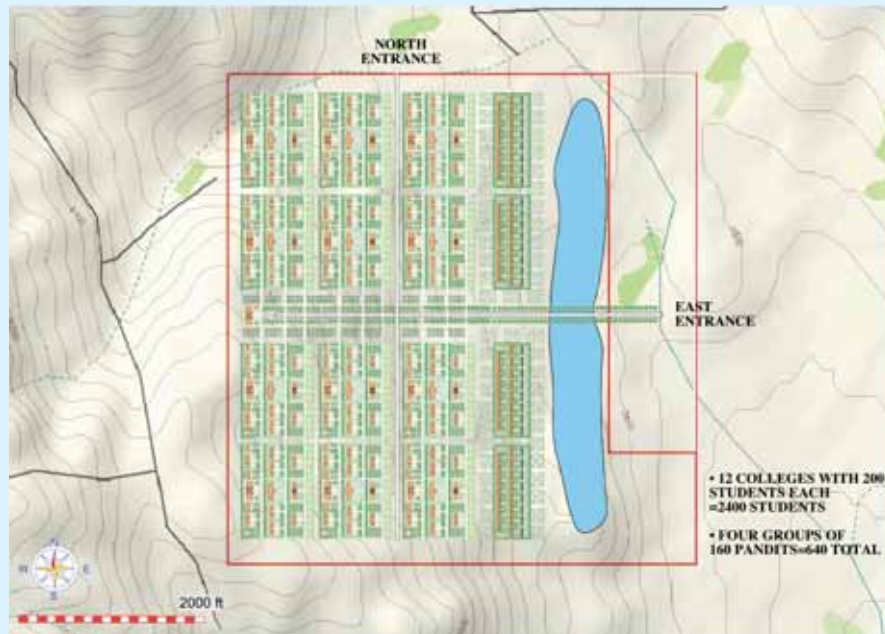 NORTH
ENTRANCE
EAST
ENTRANCE
• 12 COLLEGES WITH 200
STUDENTS EACH
=2400 STUDENTS
• FOUR GROUPS OF
160 PANDITS=640 TOTAL
N
E
S
2000 ft